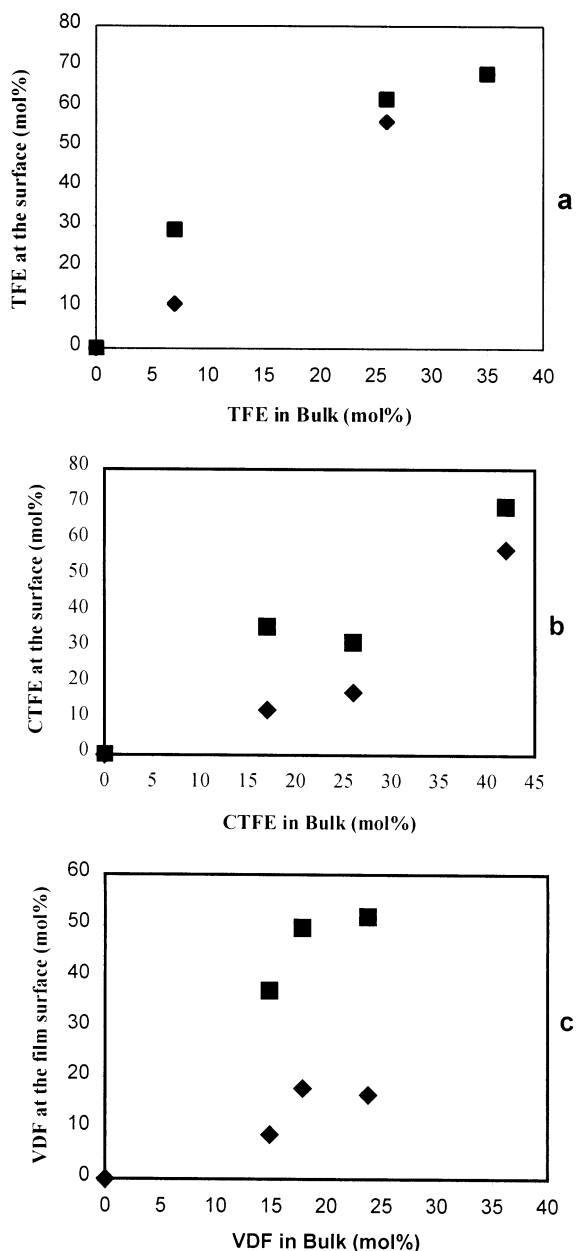 80
70
60
50
40
30
20
10
0
TFE at the surface (mol%)
0 5 10 15 20 25 30 35 40
TFE in Bulk (mol%)
a
80
70
60
50
40
30
20
10
0
CTFE at the surface (mol%)
0 5 10 15 20 25 30 35 40 45
CTFE in Bulk (mol%)
b
60
50
40
30
20
10
0
VDF at the film surface (mol%)
0 5 10 15 20 25 30 35 40
VDF in Bulk (mol%)
c